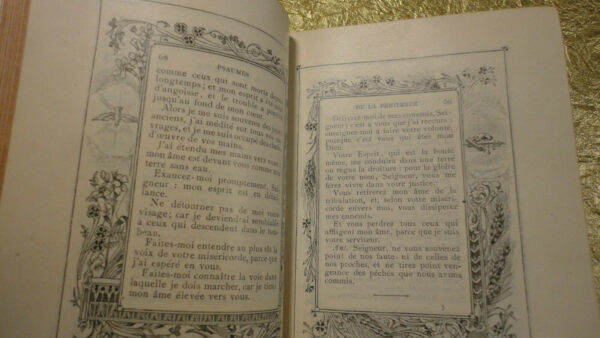 68
PSAUMES
comme ceux qui sont morts depuis
longtemps ; et mon esprit a été
d'angoisse, et le trouble a pénétré
jusqu'au fond de mon cœur.
Alors je me suis souvenu des jours
anciens, j'ai médité sur tous vos ou-
vrages, et je me suis occupé des chefs-
d'œuvre de vos mains.
J'ai étendu mes mains vers vous :
mon âme est devant vous comme une
terre sans eau.
Exaucez-moi promptement, Sei-
gneur : mon esprit est en défail-
lance.
Ne détournez pas de moi votre
visage; car je deviendrai semblable
à ceux qui descendent dans le tom-
beau.
Faites-moi entendre au plus tôt la
voix de votre miséricorde, parce que
j'ai espéré en vous.
Faites-moi connaître la voie dans
laquelle je dois marcher, car je tiens
mon âme élevée vers vous.
DE LA PÉNITENCE
69
Délivrez-moi de mes ennemis, Sei-
gneur ; c'est à vous que j'ai recours :
enseignez-moi à faire votre volonté,
puisque c'est vous qui êtes mon
Dieu.
Votre Esprit, qui est la bonté
même, me conduira dans une terre
où règne la droiture : pour la gloire
de votre nom, Seigneur, vous me
ferez vivre dans votre justice.
Vous retirerez mon âme de la
tribulation, et, selon votre miséri-
corde envers moi, vous dissiperez
mes ennemis.
Et vous perdrez tous ceux qui
affligent mon âme, parce que je suis
votre serviteur.
Ant. Seigneur, ne vous souvenez
point de nos fautes ni de celles
de nos proches, et ne tirez point ven-
geance des péchés que nous avons
commis.